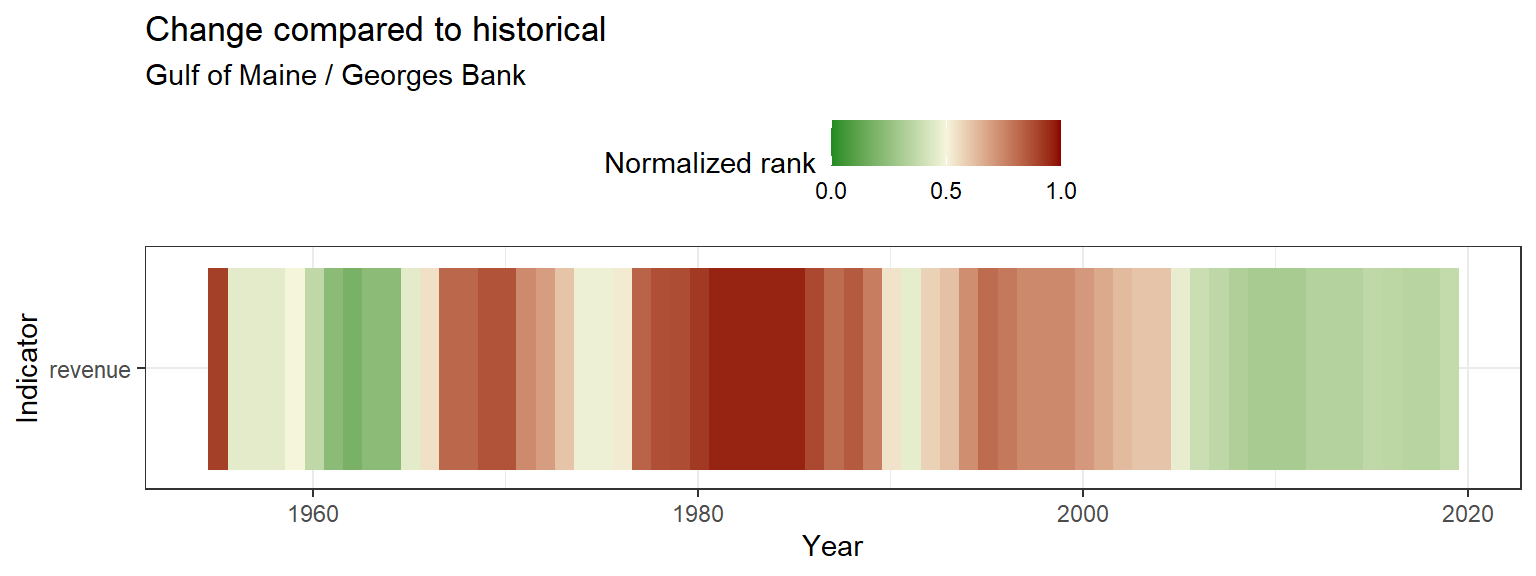 Change compared to historical
Gulf of Maine / Georges Bank
Normalized rank
0.0 0.5 1.0
Indicator
revenue
1960 1980 2000 2020
Year